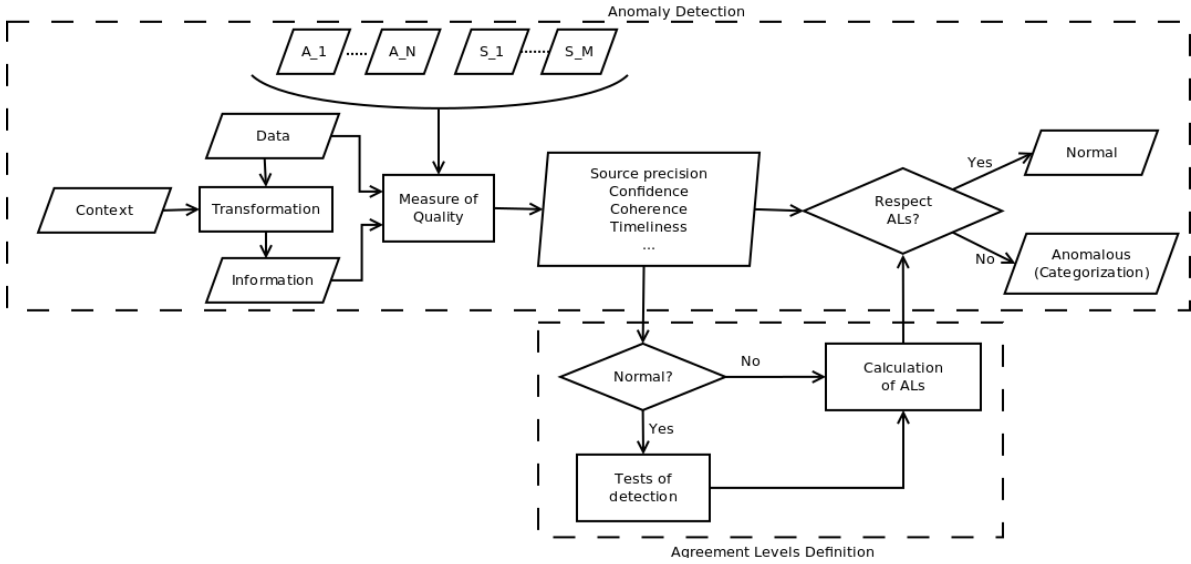 Anomaly Detection
A_1 ..... A_N S_1 ....... S_M
Data
Context
Transformation
Information
Measure of
Quality
Source precision
Confidence
Coherence
Timeliness
...
Respect
ALs?
Yes
Normal
No
Anomalous
(Categorization)
Normal?
No
Calculation
of ALs
Yes
Tests of
detection
Agreement Levels Definition